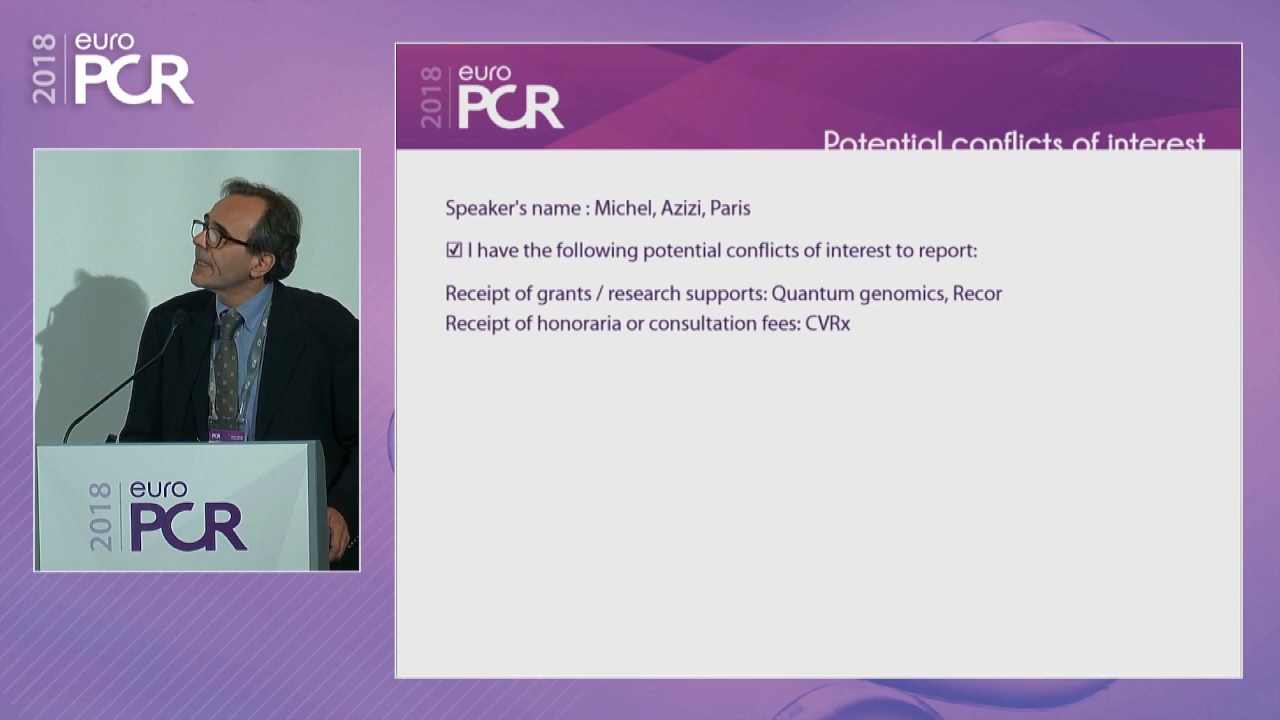 2018 euro PCR
2018 euro PCR
Potential conflicts of interest
Speaker's name : Michel, Azizi, Paris
☑ I have the following potential conflicts of interest to report:
Receipt of grants / research supports: Quantum genomics, Recor
Receipt of honoraria or consultation fees: CVRx
PCR
2018 euro PCR